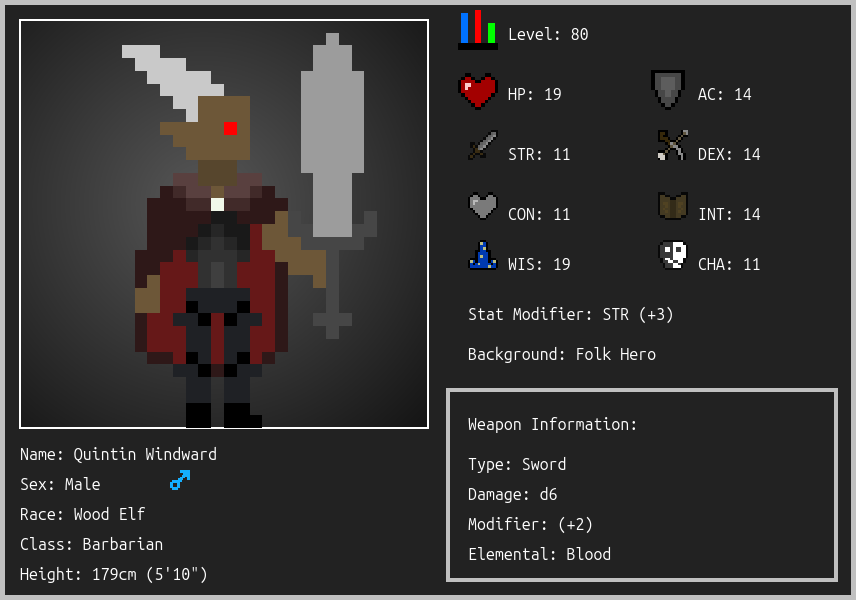 Level: 80
HP: 19
AC: 14
STR: 11
DEX: 14
CON: 11
INT: 14
WIS: 19
CHA: 11
Stat Modifier: STR (+3)
Background: Folk Hero
Weapon Information:
Type: Sword
Damage: d6
Modifier: (+2)
Elemental: Blood
Name: Quintin Windward
Sex: Male
Race: Wood Elf
Class: Barbarian
Height: 179cm (5'10")